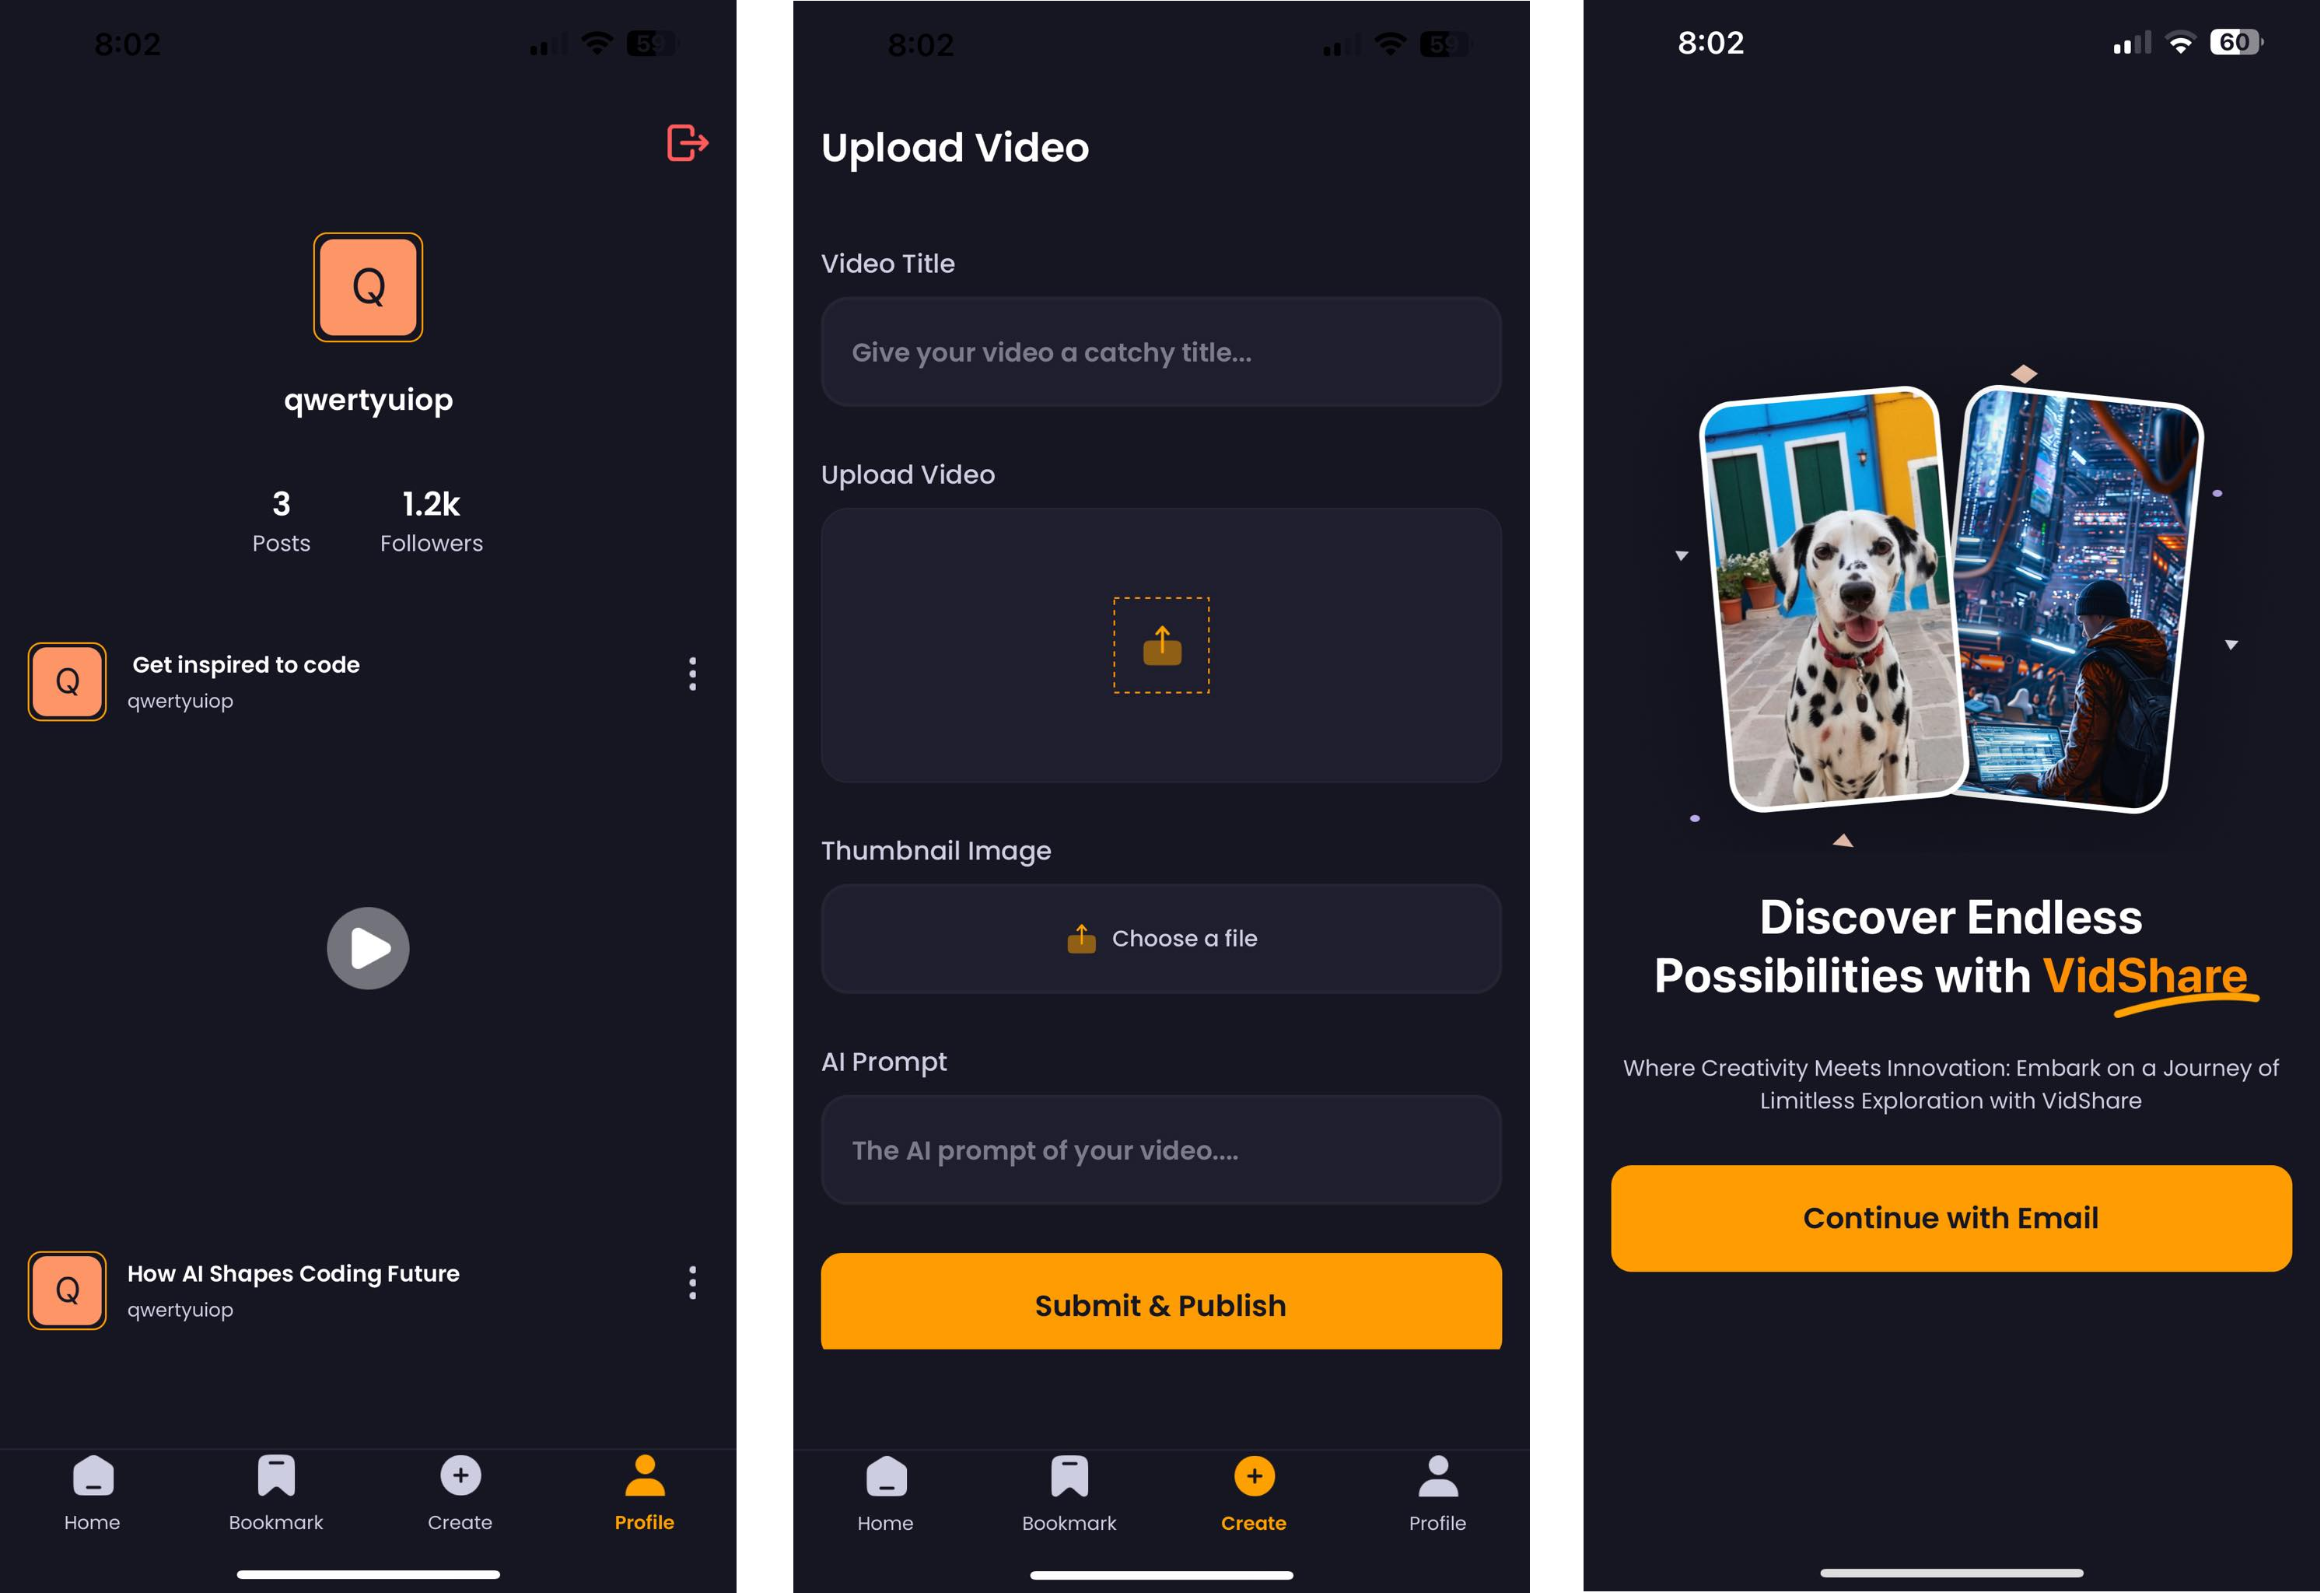 8:02
59
Q
qwertyuiop
3
1.2k
Posts
Followers
Q
Get inspired to code
qwertyuiop
Q
How AI Shapes Coding Future
qwertyuiop
Home
Bookmark
Create
Profile
8:02
59
Upload Video
Video Title
Give your video a catchy title...
Upload Video
Thumbnail Image
Choose a file
AI Prompt
The AI prompt of your video....
Submit & Publish
Home
Bookmark
Create
Profile
8:02
60
Discover Endless
Possibilities with VidShare
Where Creativity Meets Innovation: Embark on a Journey of
Limitless Exploration with VidShare
Continue with Email